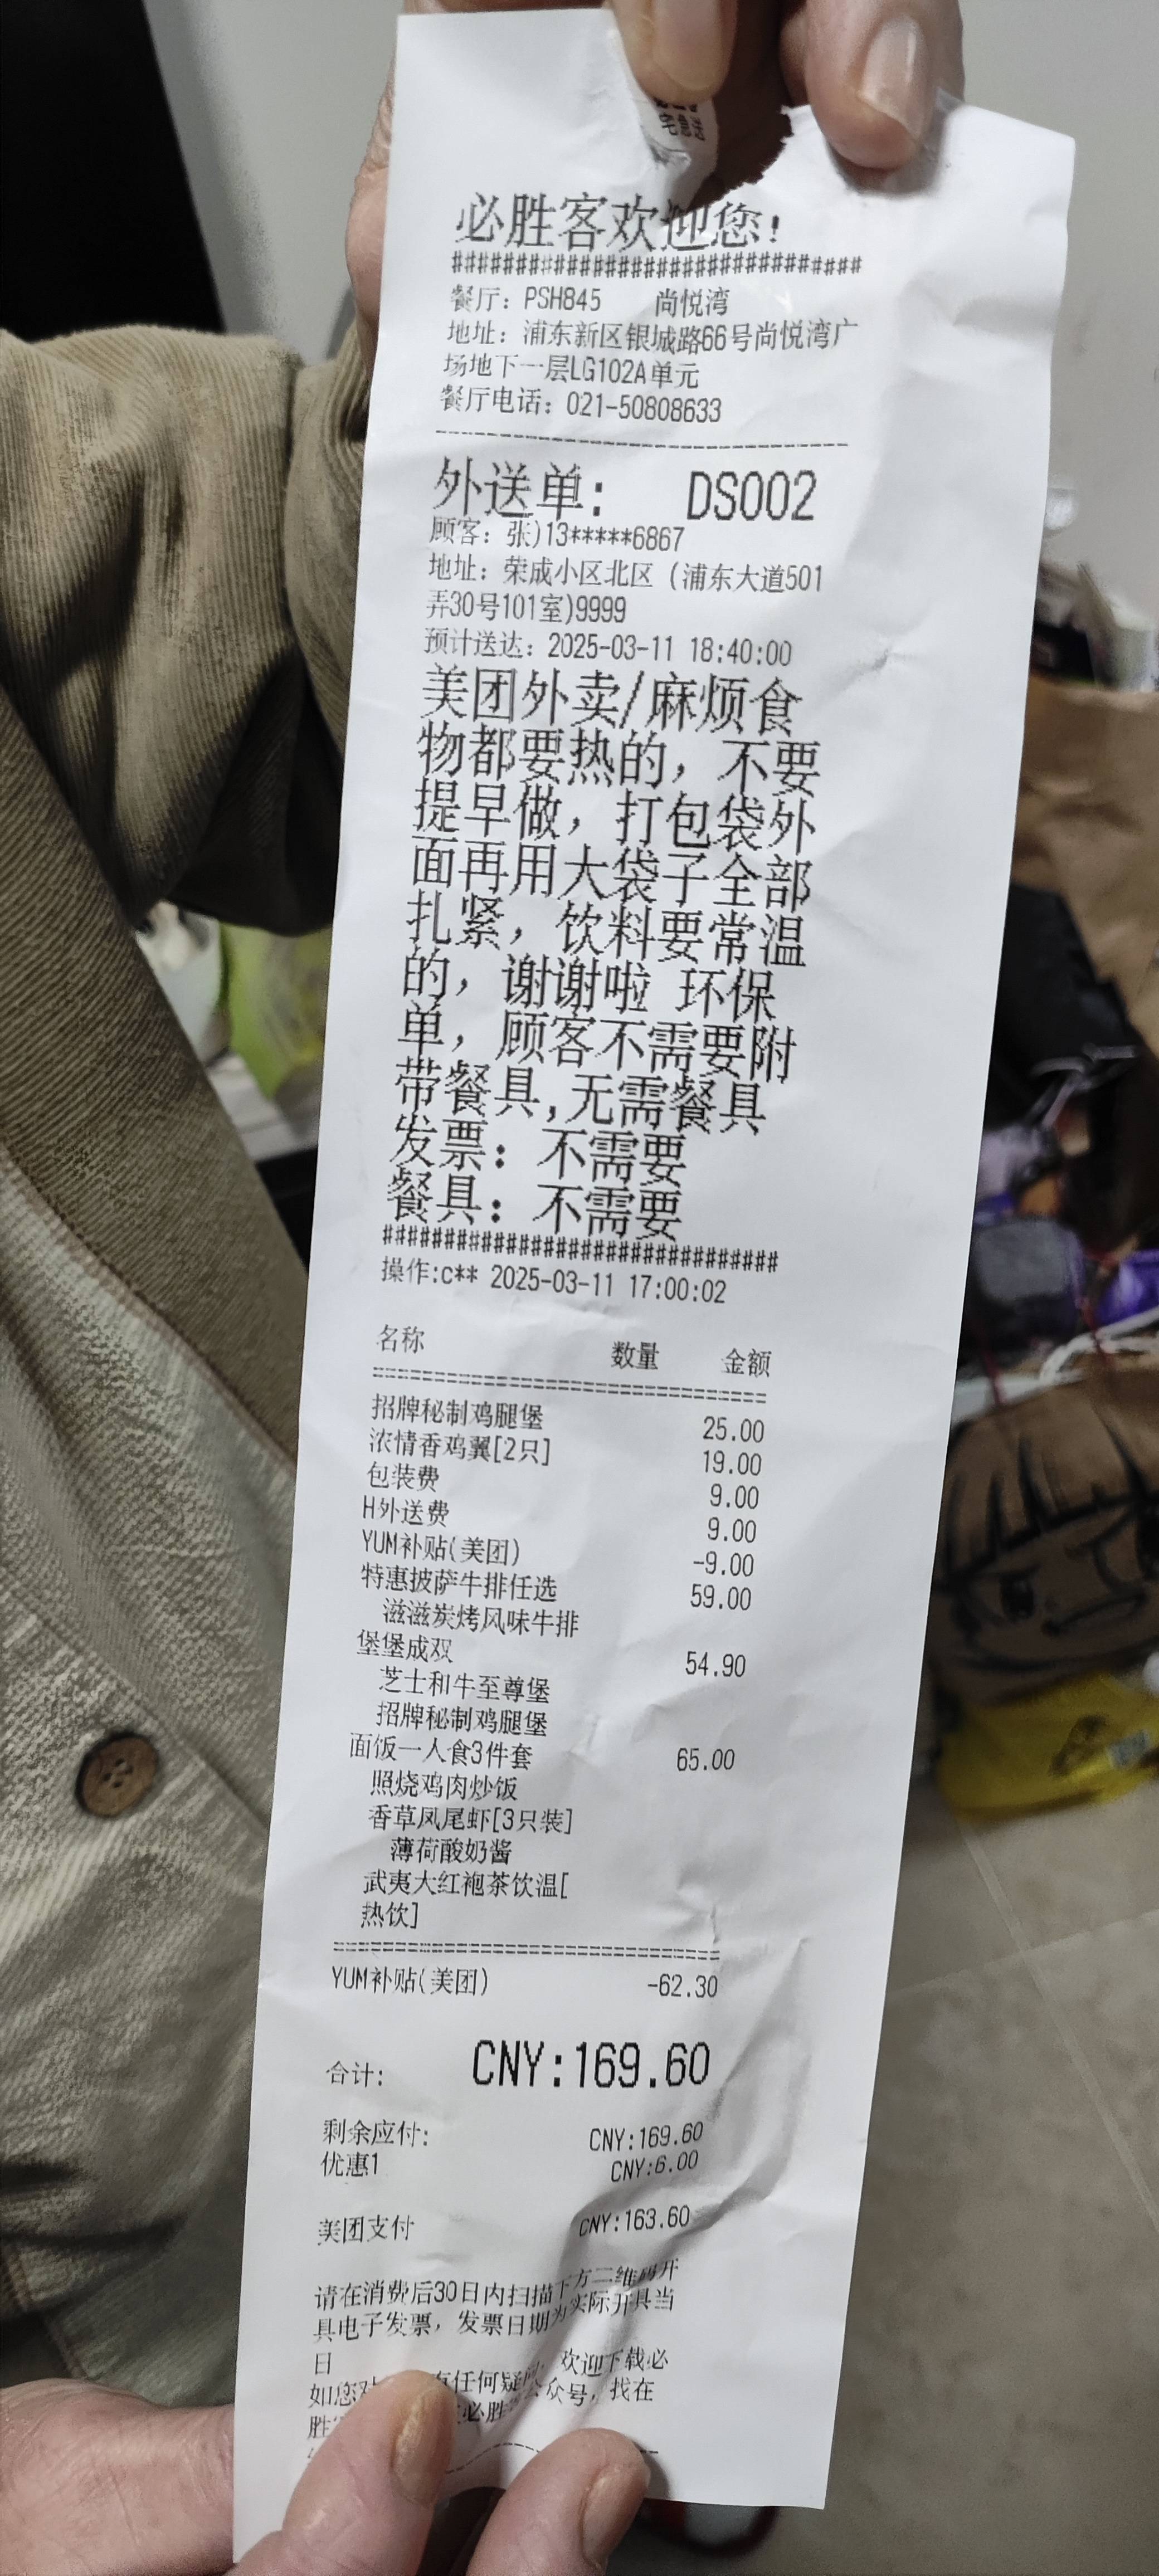 必胜客欢迎您!
##################################
餐厅: PSH845 尚悦湾
地址: 浦东新区银城路66号尚悦湾广
场地下一层LG102A单元
餐厅电话: 021-50808633
外送单: DS002
顾客: 张)13*****6867
地址: 荣成小区北区 (浦东大道501
弄30号101室)9999
预计送达: 2025-03-11 18:40:00
美团外卖/麻烦食
物都要热的, 不要
提早做, 打包袋外
面再用大袋子全部
扎紧, 饮料要常温
的, 谢谢啦 环保
单, 顾客不需要附
带餐具,无需餐具
发票: 不需要
餐具: 不需要
##################################
操作:c** 2025-03-11 17:00:02
名称 数量 金额
招牌秘制鸡腿堡 25.00
浓情香鸡翼[2只] 19.00
包装费 9.00
H外送费 9.00
YUM补贴(美团) -9.00
特惠披萨牛排任选 59.00
滋滋炭烤风味牛排
堡堡成双 54.90
芝士和牛至尊堡
招牌秘制鸡腿堡
面饭一人食3件套 65.00
照烧鸡肉炒饭
香草凤尾虾[3只装]
薄荷酸奶酱
武夷大红袍茶饮温[
热饮]
YUM补贴(美团) -62.30
合计: CNY:169.60
剩余应付: CNY:169.60
优惠1 CNY:6.00
美团支付 CNY:163.60
请在消费后30日内扫描下方二维码开
具电子发票, 发票日期为实际开具当
日
如您对 有任何疑问, 欢迎下载必
胜 必胜客公众号, 找在